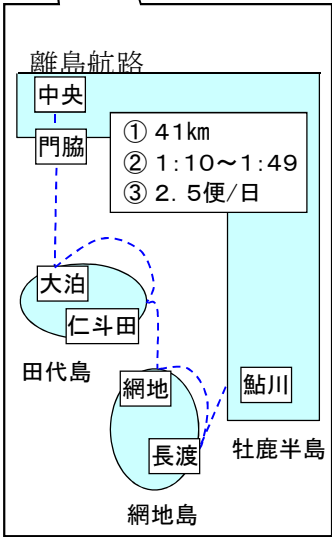 離島航路
中央
門脇
① 41km
② 1:10～1:49
③ 2.5便/日
大泊
仁斗田
田代島
網地
鮎川
長渡
牡鹿半島
網地島